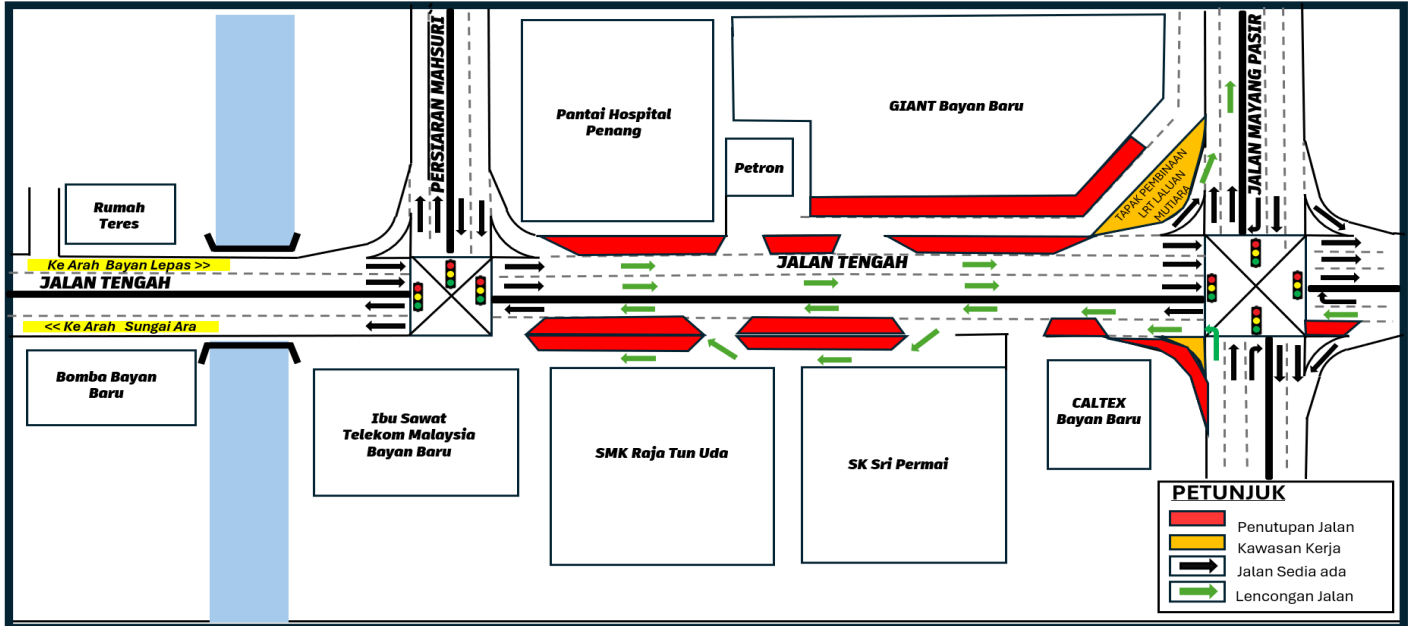 PERSIARAN MAHSURI
Pantai Hospital
Penang
GIANT Bayan Baru
JALAN MAYANG PASIR
Petron
TAPAK PEMBINAAN
LRT LALUAN
MUTIARA
Rumah
Teres
Ke Arah Bayan Lepas >>
JALAN TENGAH
JALAN TENGAH
<< Ke Arah Sungai Ara
Bomba Bayan
Baru
Ibu Sawat
Telekom Malaysia
Bayan Baru
SMK Raja Tun Uda
SK Sri Permai
CALTEX
Bayan Baru
PETUNJUK
Penutupan Jalan
Kawasan Kerja
Jalan Sedia ada
Lencongan Jalan